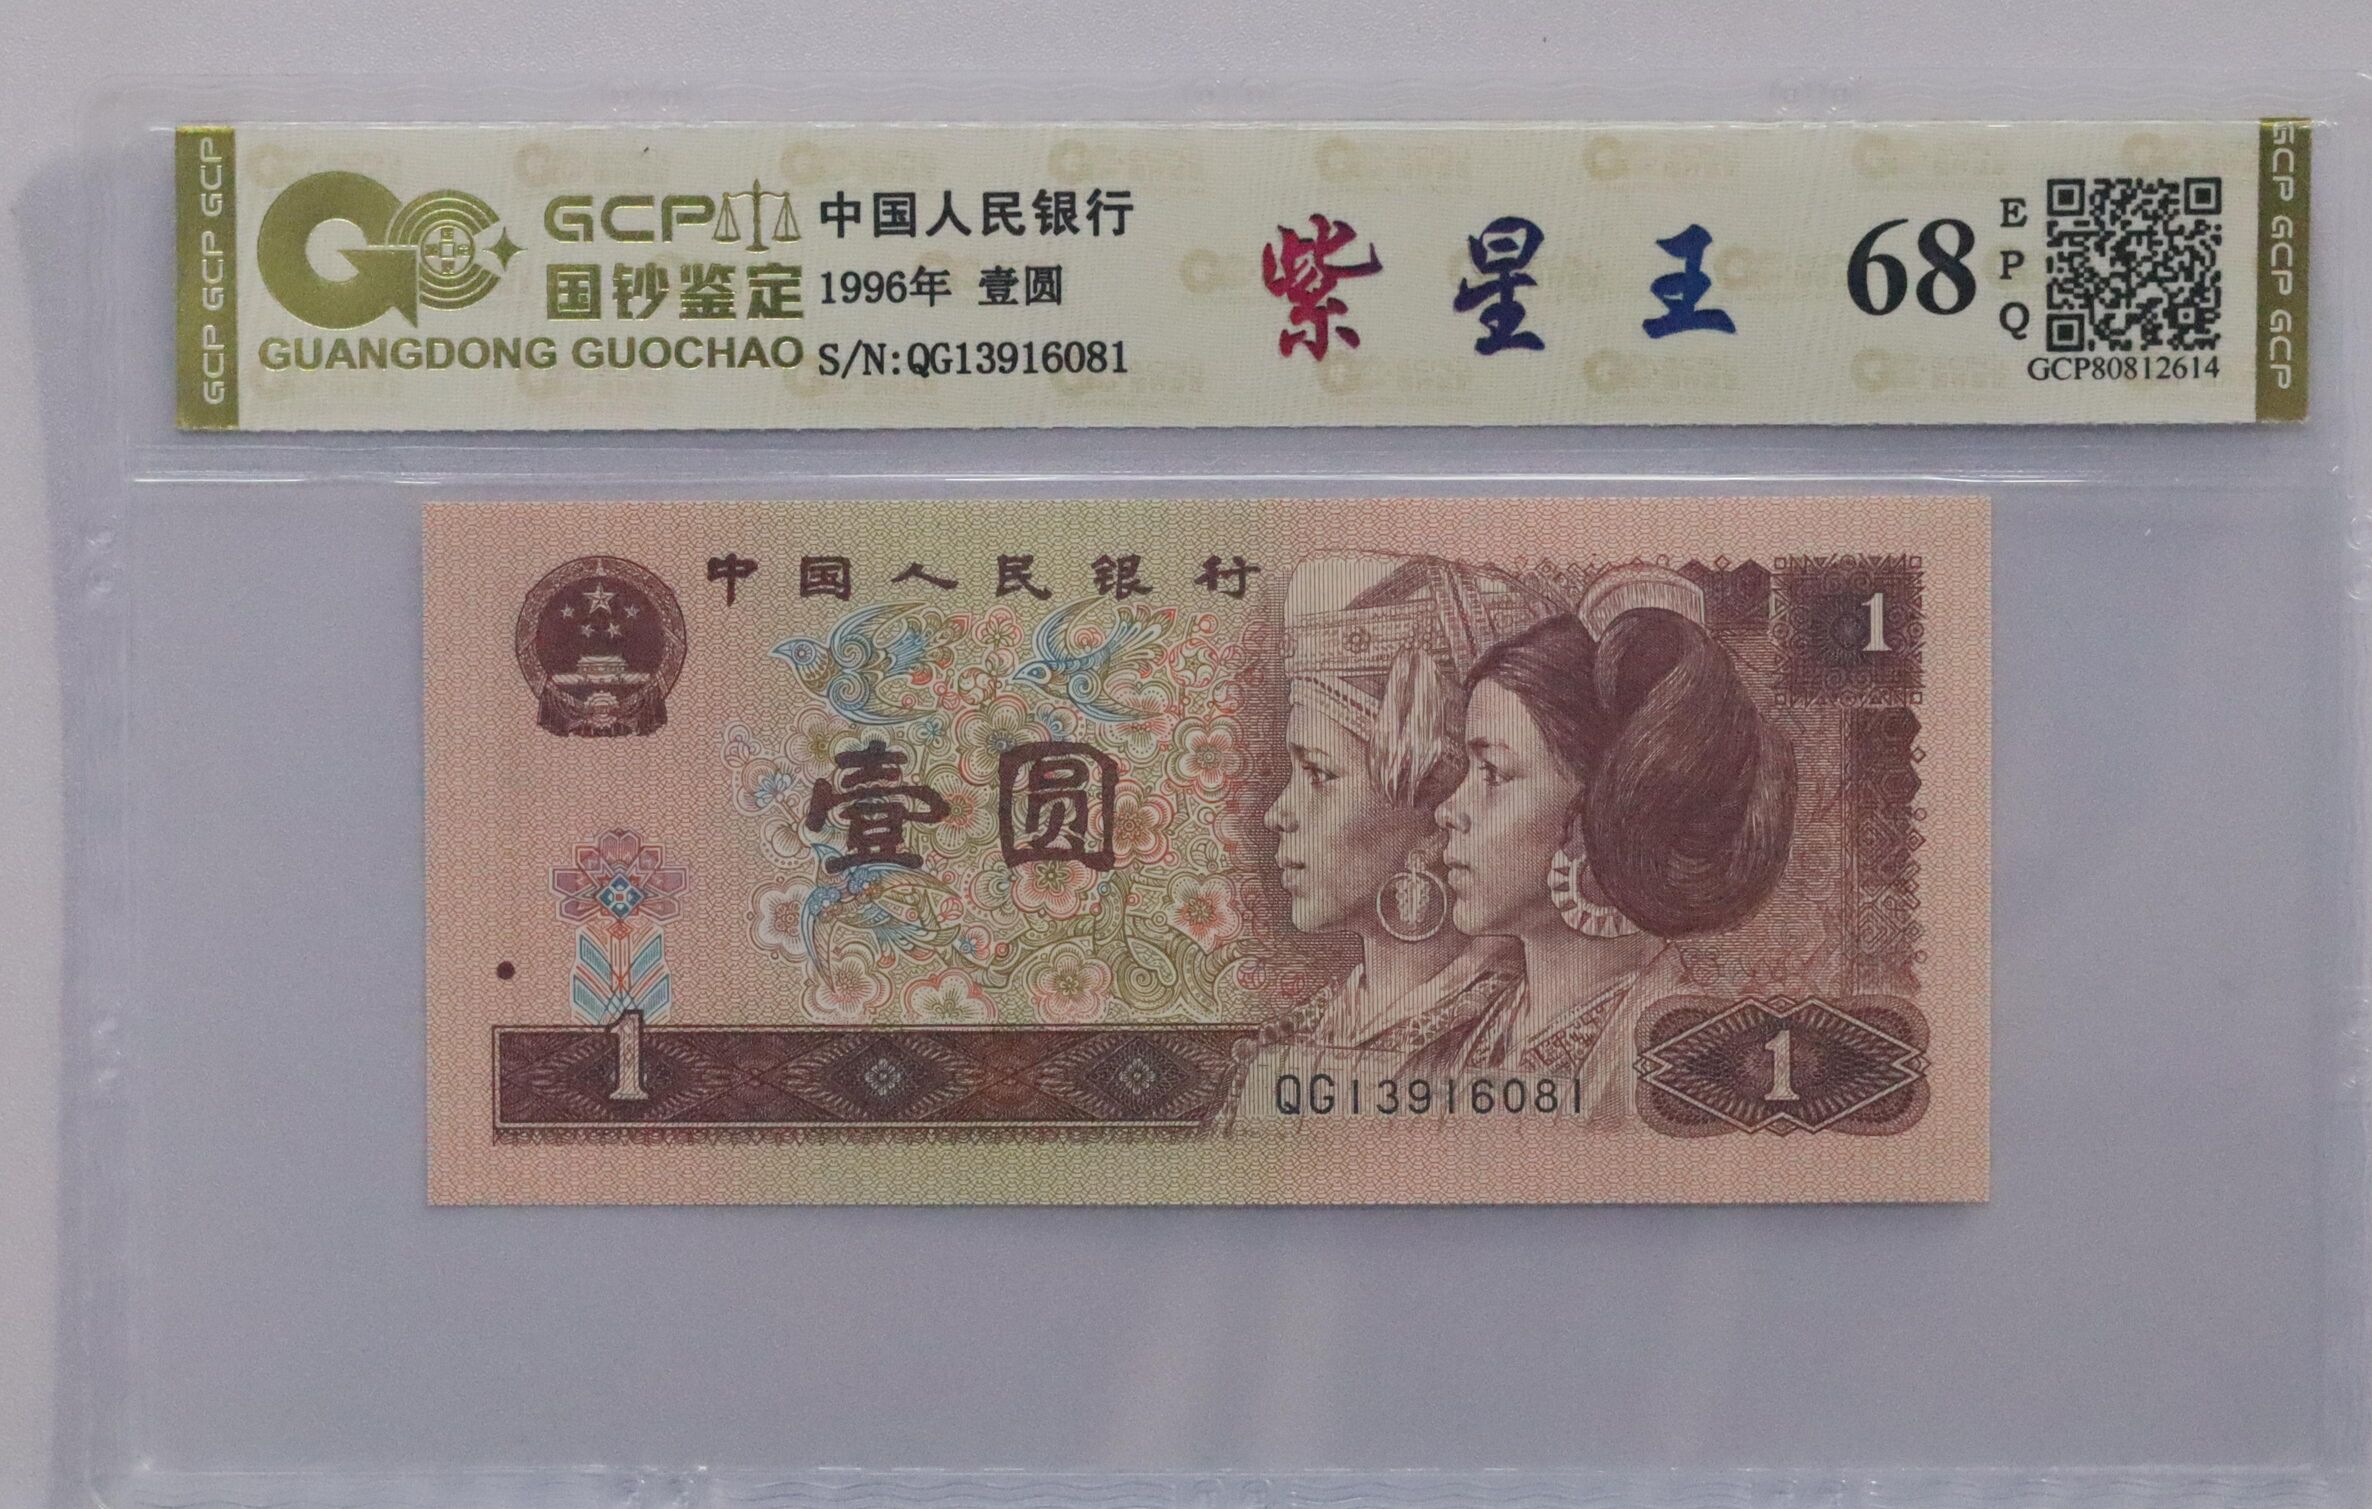 GCP GCP GCP
GCP
国钞鉴定
GUANGDONG GUOCHAO
中国人民银行
1996年 壹圆
S/N:QG13916081
紫星王
68
EPQ
GCP80812614
GCP GCP GCP
中国人民银行
1
壹圆
1
QG13916081
1